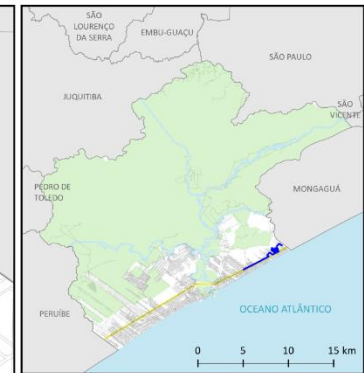 SÃO
LOURENÇO
DA SERRA
EMBU-GUAÇU
SÃO PAULO
JUQUITIBA
SÃO
VICENTE
PEDRO DE
TOLEDO
MONGAGUÁ
PERUÍBE
OCEANO ATLÂNTICO
0 5 10 15 km